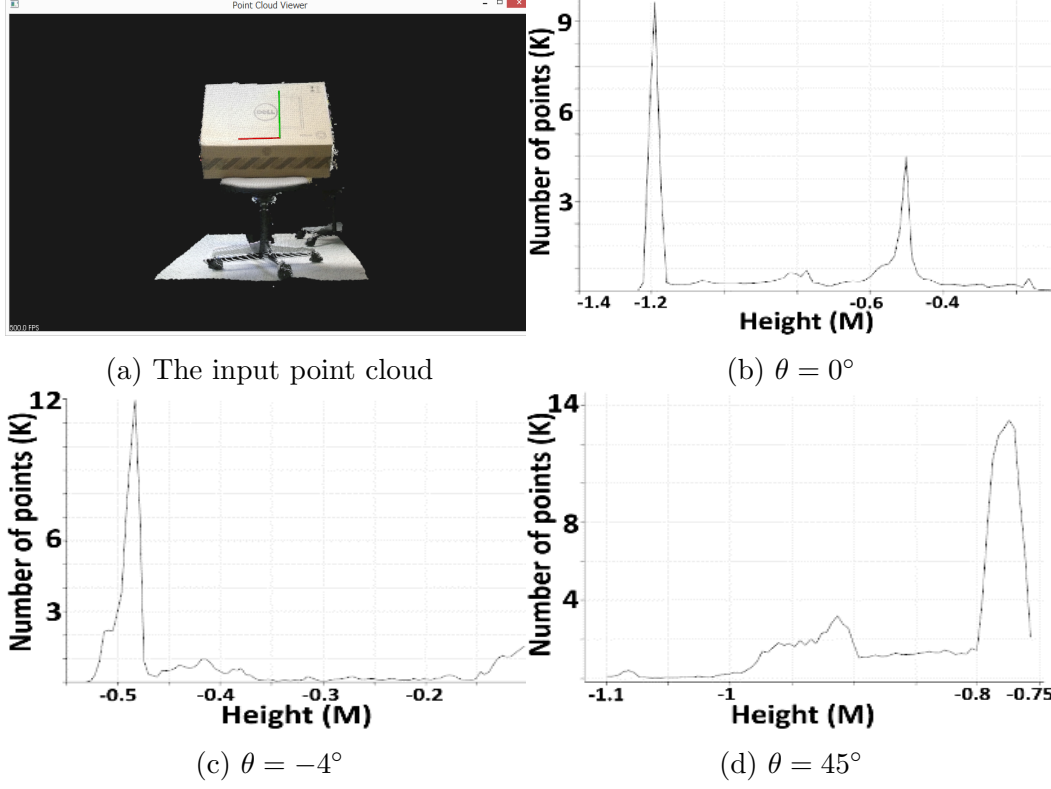 Point Cloud Viewer
DELL
500.0 FPS
(a) The input point cloud
Number of points (K)
9
6
3
-1.4 -1.2 -0.6 -0.4
Height (M)
(b) θ = 0°
Number of points (K)
12
6
3
-0.5 -0.4 -0.3 -0.2
Height (M)
(c) θ = −4°
Number of points (K)
14
8
4
-1.1 -1 -0.8 -0.75
Height (M)
(d) θ = 45°